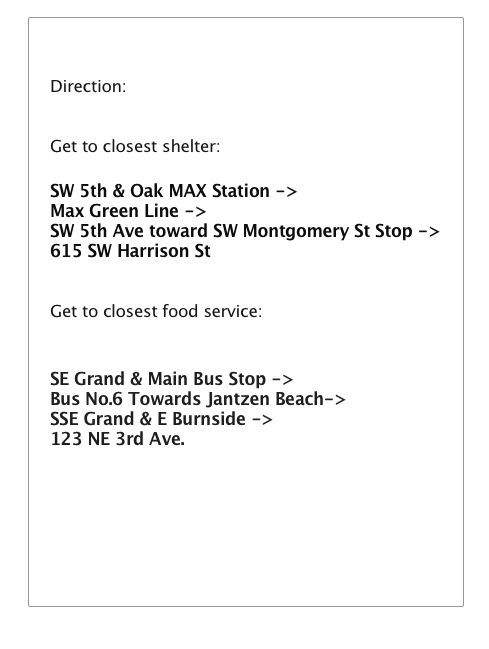 Direction:
Get to closest shelter:
SW 5th & Oak MAX Station ->
Max Green Line ->
SW 5th Ave toward SW Montgomery St Stop ->
615 SW Harrison St
Get to closest food service:
SE Grand & Main Bus Stop ->
Bus No.6 Towards Jantzen Beach->
SSE Grand & E Burnside ->
123 NE 3rd Ave.